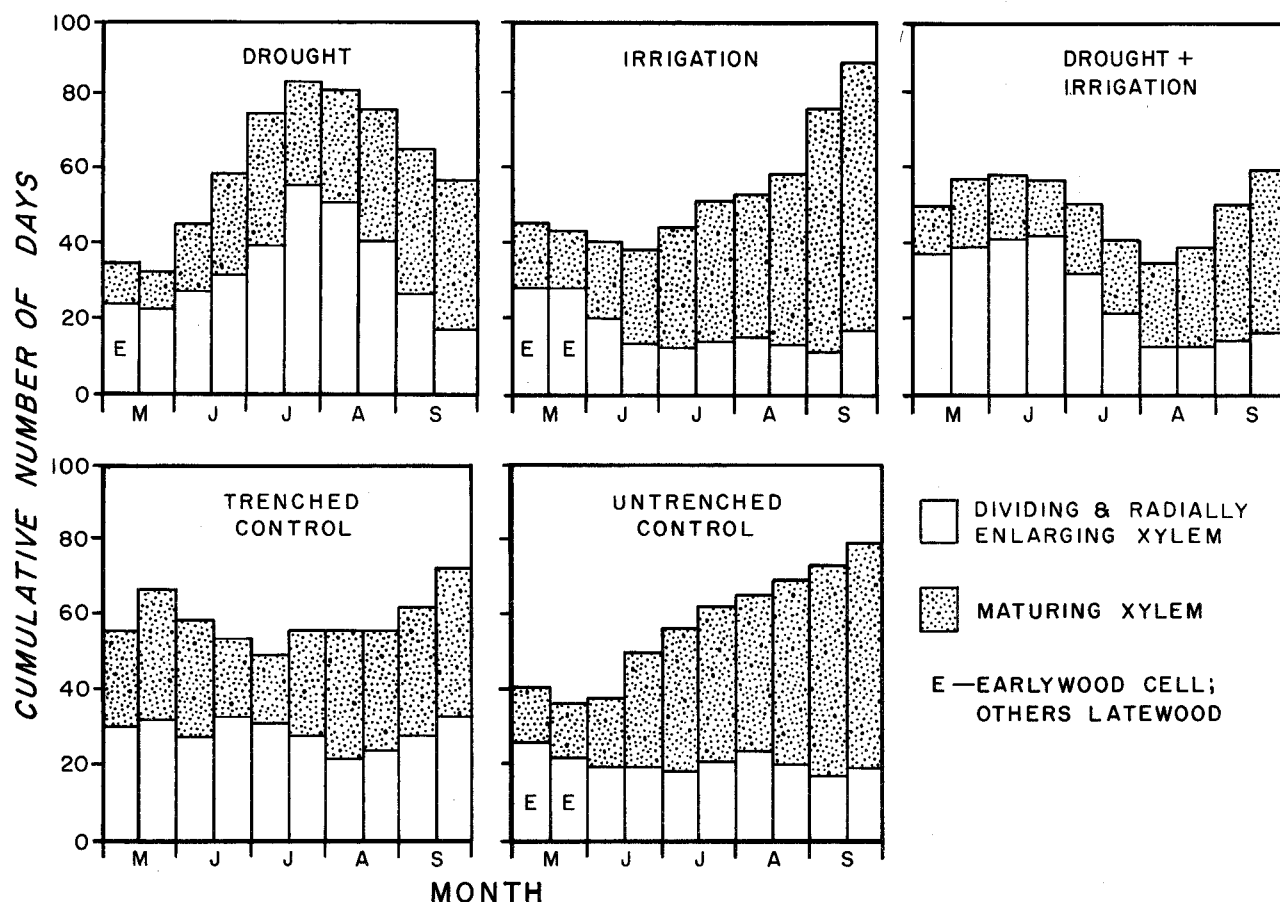 CUMULATIVE NUMBER OF DAYS
100
80
60
40
20
0
DROUGHT
E
M J J A S
IRRIGATION
E E
M J J A S
DROUGHT +
IRRIGATION
M J J A S
100
80
60
40
20
0
TRENCHED
CONTROL
M J J A S
UNTRENCHED
CONTROL
E E
M J J A S
DIVIDING & RADIALLY
ENLARGING XYLEM
MATURING XYLEM
E—EARLYWOOD CELL;
OTHERS LATEWOOD
MONTH